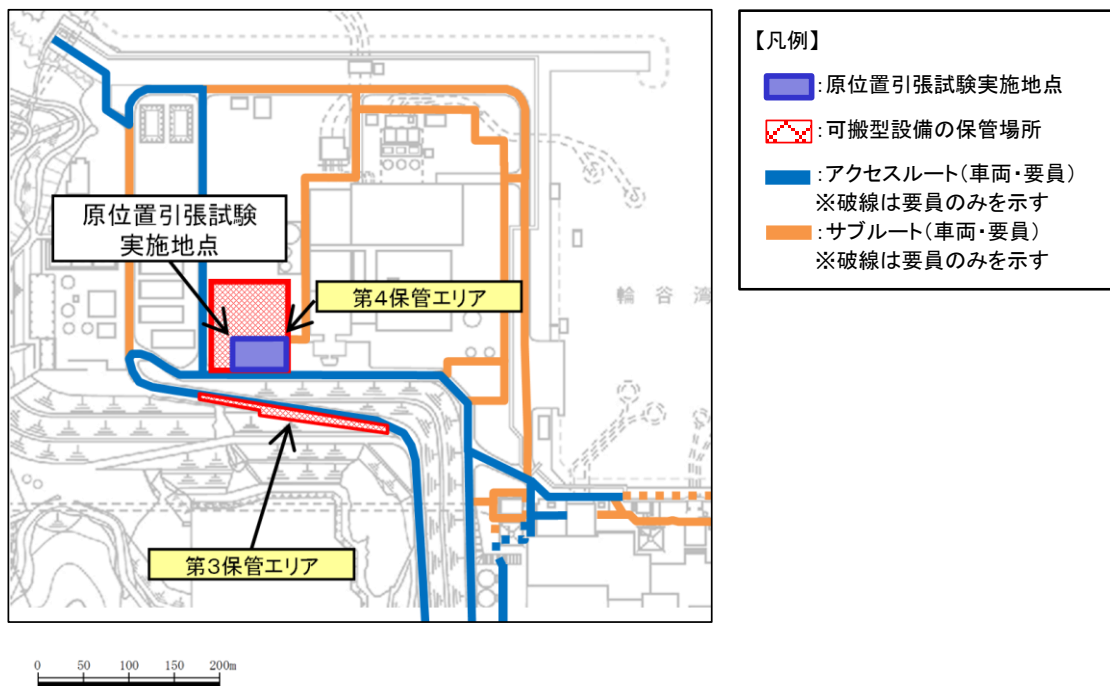 原位置引張試験
実施地点
第4保管エリア
輪谷湾
第3保管エリア
0 50 100 150 200m
【凡例】
:原位置引張試験実施地点
:可搬型設備の保管場所
:アクセスルート(車両・要員)
※破線は要員のみを示す
:サブルート(車両・要員)
※破線は要員のみを示す